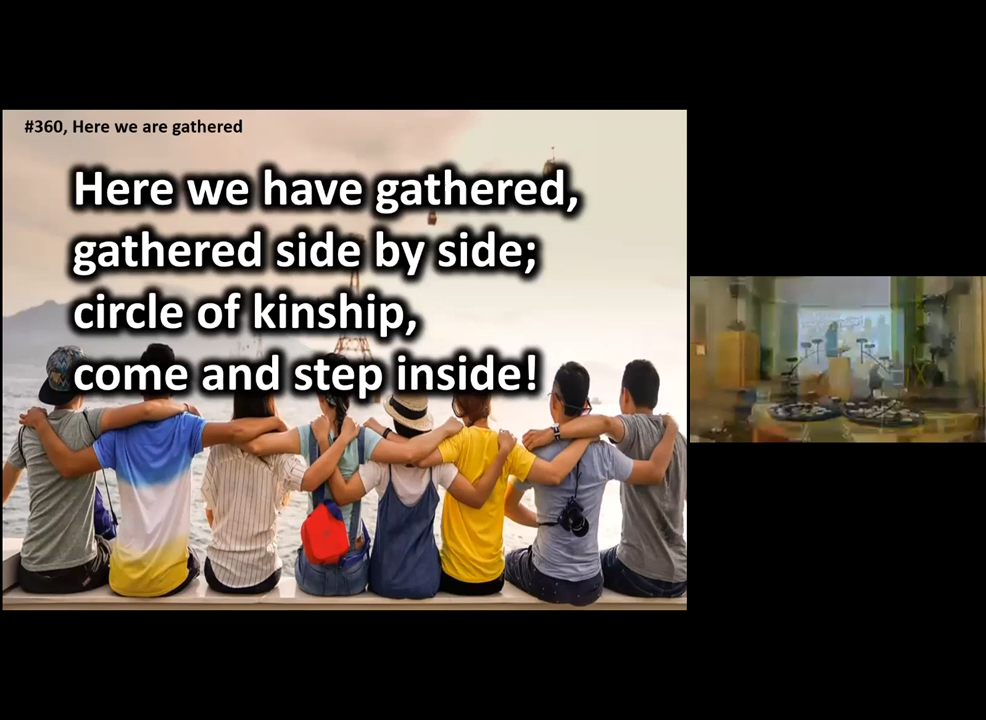 #360, Here we are gathered
Here we have gathered,
gathered side by side;
circle of kinship,
come and step inside!